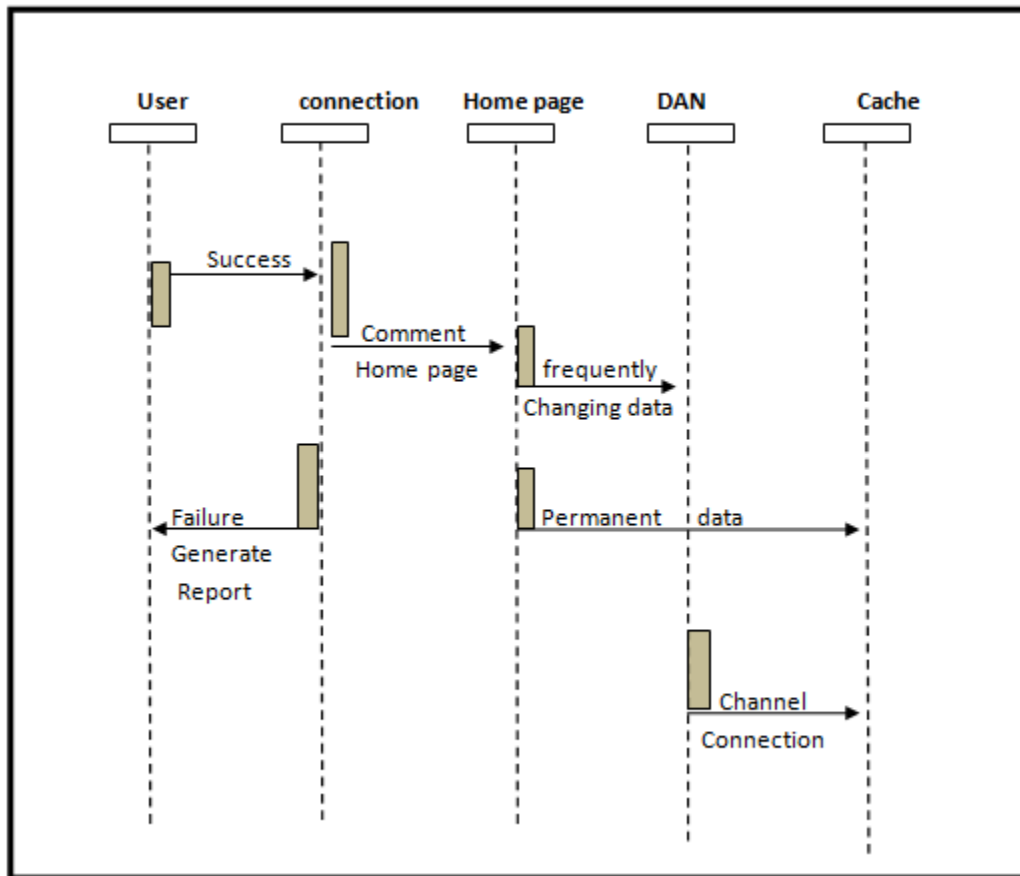 User connection Home page DAN Cache
Success
Comment
Home page
frequently
Changing data
Failure
Generate
Report
Permanent data
Channel
Connection